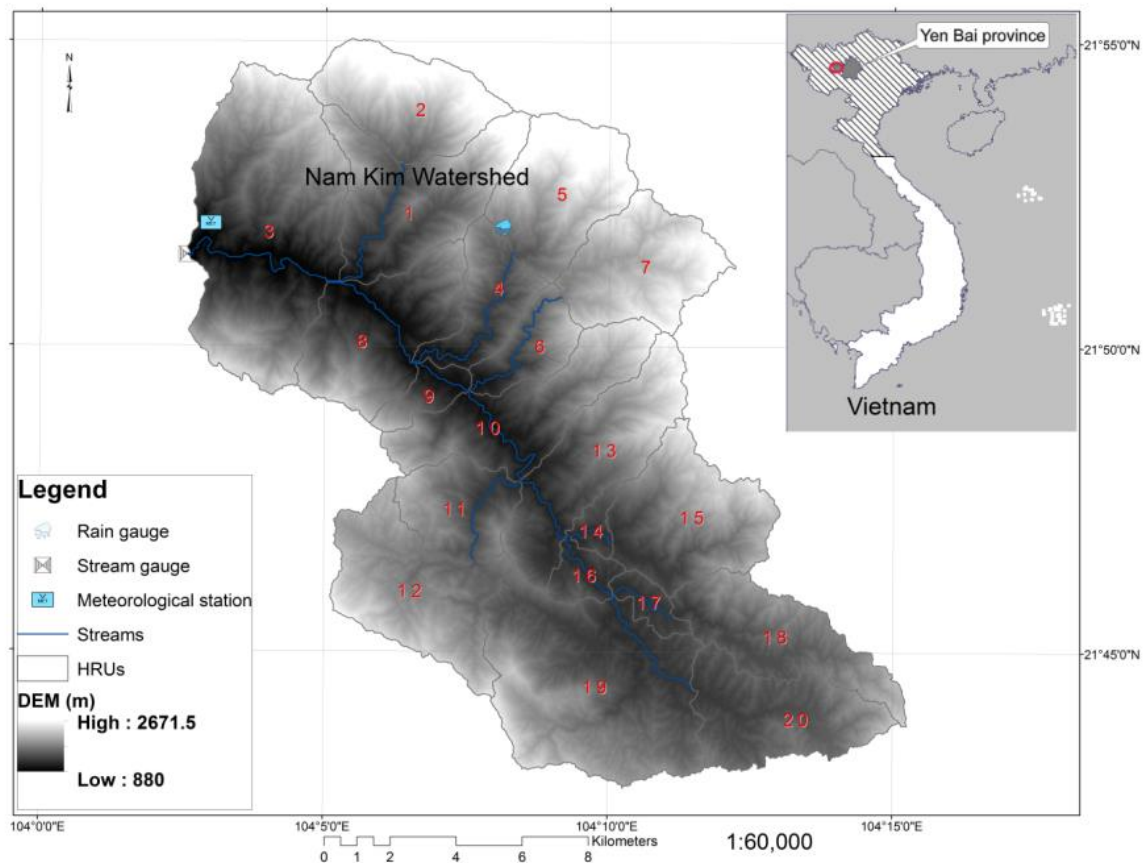 N
Yen Bai province
21°55'0"N
2
Nam Kim Watershed
5
1
3
7
4
8
6
21°50'0"N
Vietnam
9
10
13
11
15
14
16
12
17
18
21°45'0"N
19
20
Legend
Rain gauge
Stream gauge
Meteorological station
Streams
HRUs
DEM (m)
High : 2671.5
Low : 880
104°0'0"E
104°5'0"E
104°10'0"E
104°15'0"E
Kilometers
0 1 2 4 6 8
1:60,000